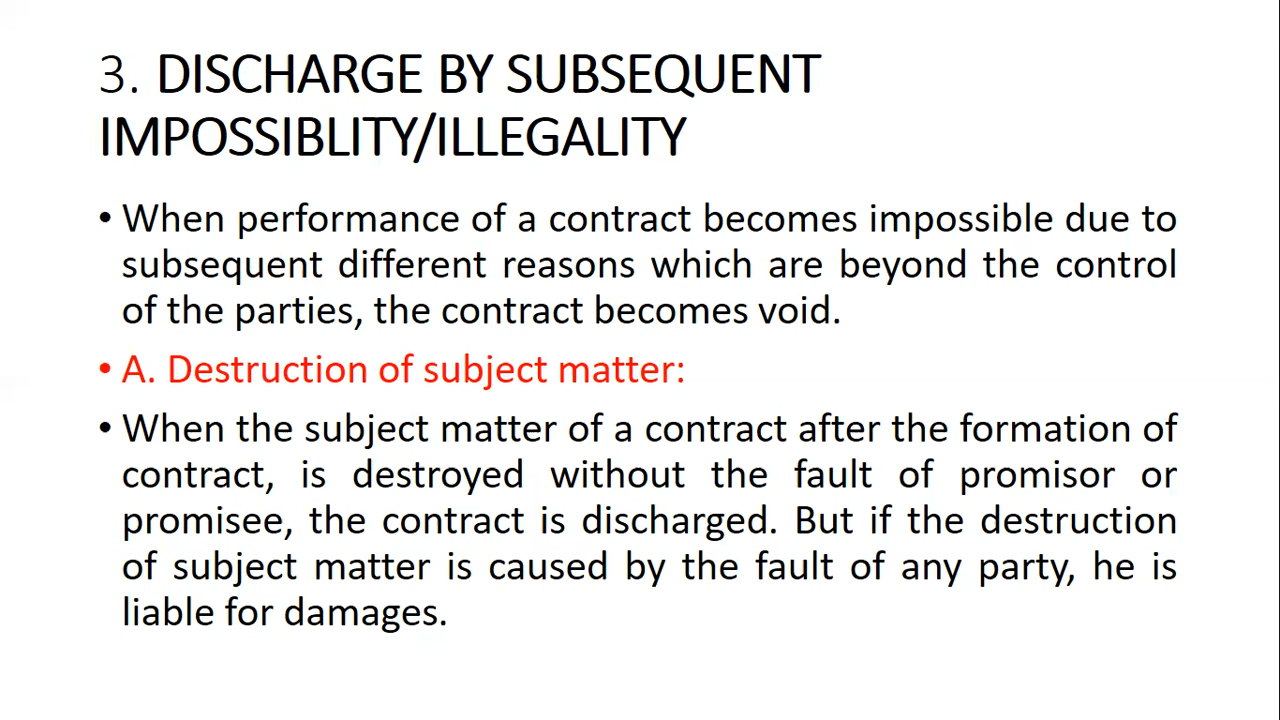 3. DISCHARGE BY SUBSEQUENT
IMPOSSIBLITY/ILLEGALITY
• When performance of a contract becomes impossible due to
subsequent different reasons which are beyond the control
of the parties, the contract becomes void.
• A. Destruction of subject matter:
• When the subject matter of a contract after the formation of
contract, is destroyed without the fault of promisor or
promisee, the contract is discharged. But if the destruction
of subject matter is caused by the fault of any party, he is
liable for damages.